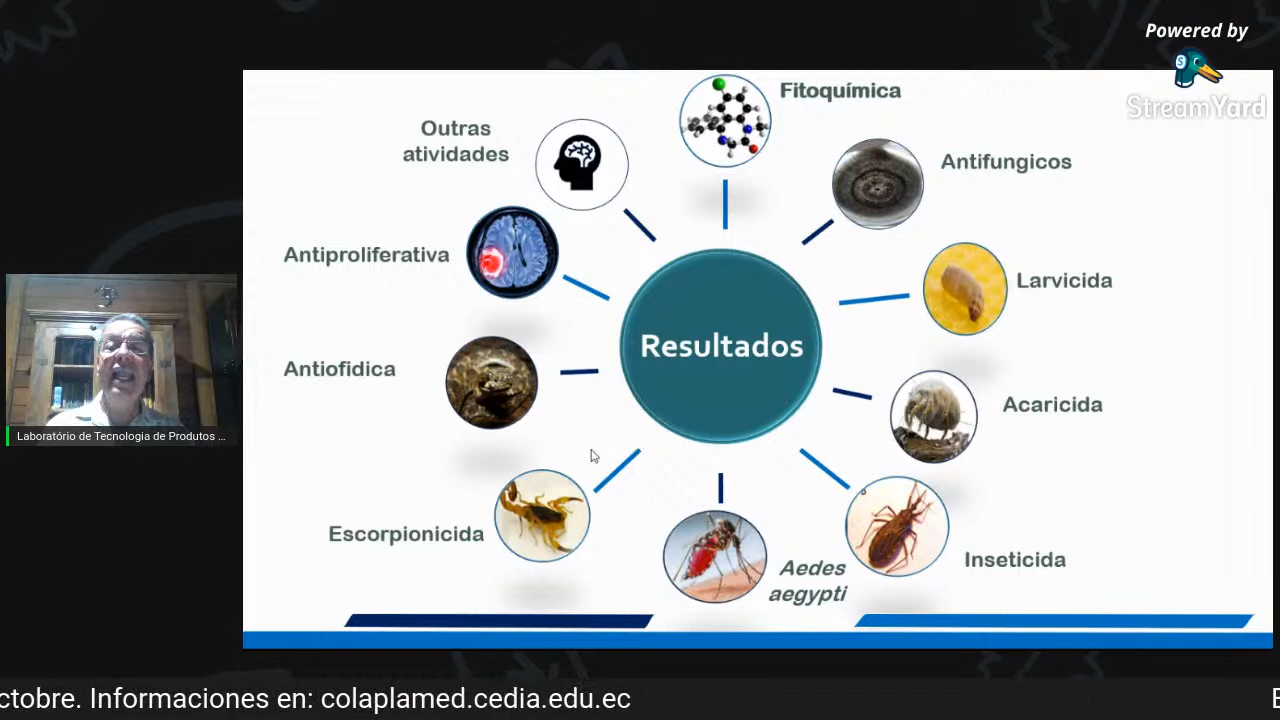 Powered by
StreamYard
Fitoquímica
Outras
atividades
Antifungicos
Antiproliferativa
Larvicida
Resultados
Antiofidica
Acaricida
Laboratório de Tecnologia de Produtos ...
Escorpionicida
Aedes
aegypti
Inseticida
ctobre. Informaciones en: colaplamed.cedia.edu.ec